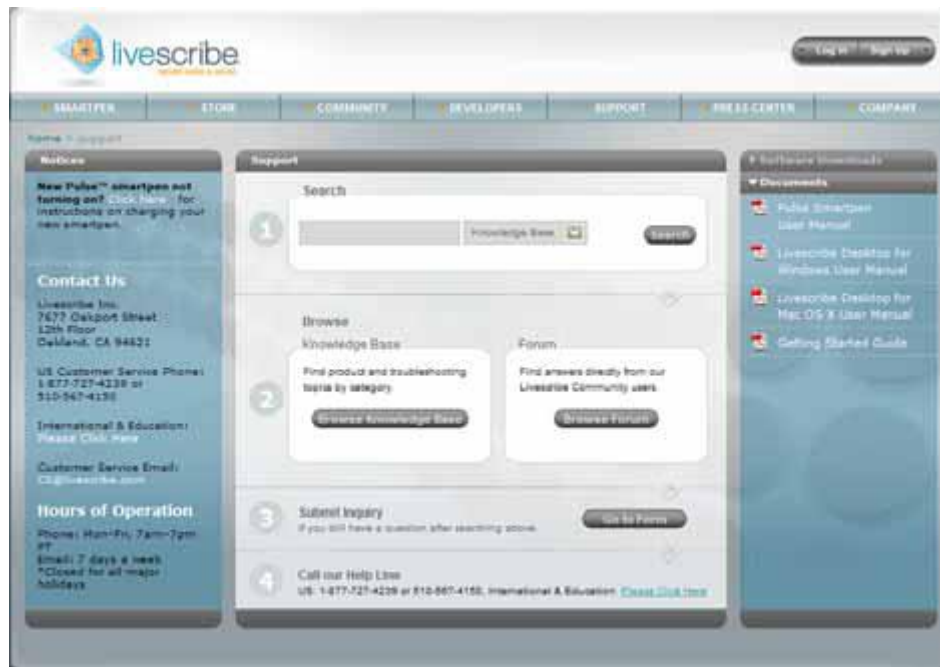 livescribe
Log in Sign Up
SMARTPEN STORE COMMUNITY DEVELOPERS SUPPORT PRESS CENTER COMPANY
home > support
Notices
New Pulse™ smartpen not
turning on? Click here for
instructions on charging your
new smartpen.
Contact Us
Livescribe Inc.
7677 Oakport Street
12th Floor
Oakland, CA 94621
US Customer Service Phone:
1-877-727-4239 or
510-567-4150
International & Education:
Please Click Here
Customer Service Email:
CS@livescribe.com
Hours of Operation
Phone: Mon-Fri, 7am-7pm
PT
Email: 7 days a week
*Closed for all major
holidays
Support
1
Search
Knowledge Base
Search
2
Browse
Knowledge Base
Find product and troubleshooting
topics by category.
Browse Knowledge Base
Forum
Find answers directly from our
Livescribe Community users.
Browse Forum
3
Submit Inquiry
If you still have a question after searching above.
Go to Form
4
Call our Help Line
US: 1-877-727-4239 or 510-567-4150, International & Education: Please Click Here
Software Downloads
Documents
Pulse Smartpen
User Manual
Livescribe Desktop for
Windows User Manual
Livescribe Desktop for
Mac OS X User Manual
Getting Started Guide